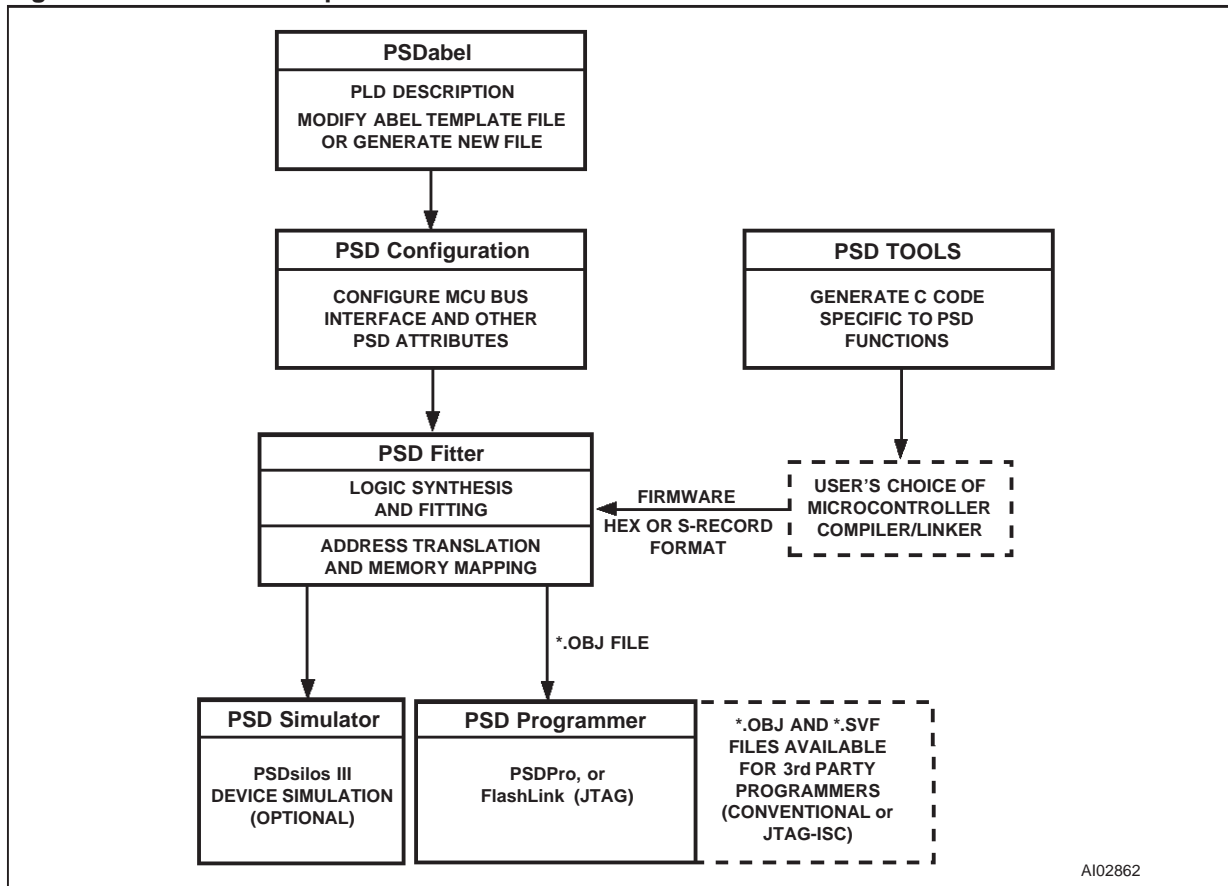 PSDabel
PLD DESCRIPTION
MODIFY ABEL TEMPLATE FILE
OR GENERATE NEW FILE
PSD Configuration
CONFIGURE MCU BUS
INTERFACE AND OTHER
PSD ATTRIBUTES
PSD TOOLS
GENERATE C CODE
SPECIFIC TO PSD
FUNCTIONS
PSD Fitter
LOGIC SYNTHESIS
AND FITTING
ADDRESS TRANSLATION
AND MEMORY MAPPING
FIRMWARE
HEX OR S-RECORD
FORMAT
USER'S CHOICE OF
MICROCONTROLLER
COMPILER/LINKER
*.OBJ FILE
PSD Simulator
PSDsilos III
DEVICE SIMULATION
(OPTIONAL)
PSD Programmer
PSDPro, or
FlashLink (JTAG)
*.OBJ AND *.SVF
FILES AVAILABLE
FOR 3rd PARTY
PROGRAMMERS
(CONVENTIONAL or
JTAG-ISC)
AI02862